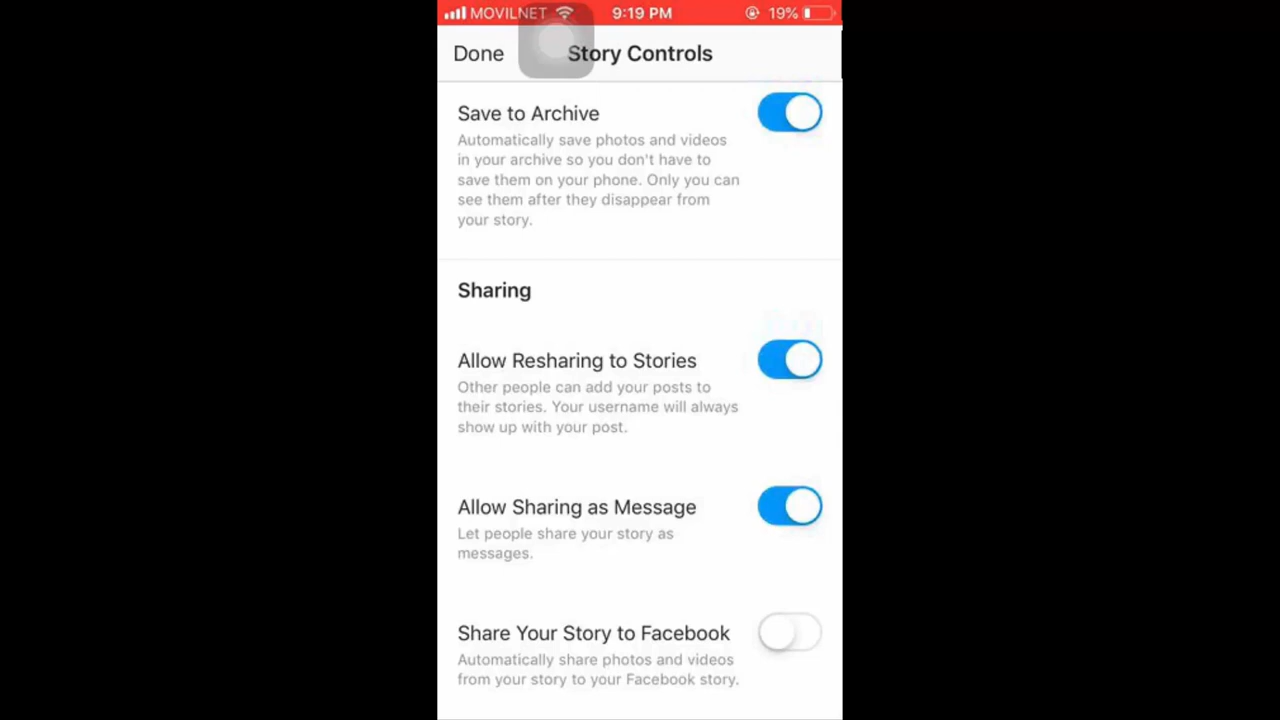 MOVILNET 9:19 PM 19%
Done Story Controls
Save to Archive
Automatically save photos and videos
in your archive so you don't have to
save them on your phone. Only you can
see them after they disappear from
your story.
Sharing
Allow Resharing to Stories
Other people can add your posts to
their stories. Your username will always
show up with your post.
Allow Sharing as Message
Let people share your story as
messages.
Share Your Story to Facebook
Automatically share photos and videos
from your story to your Facebook story.